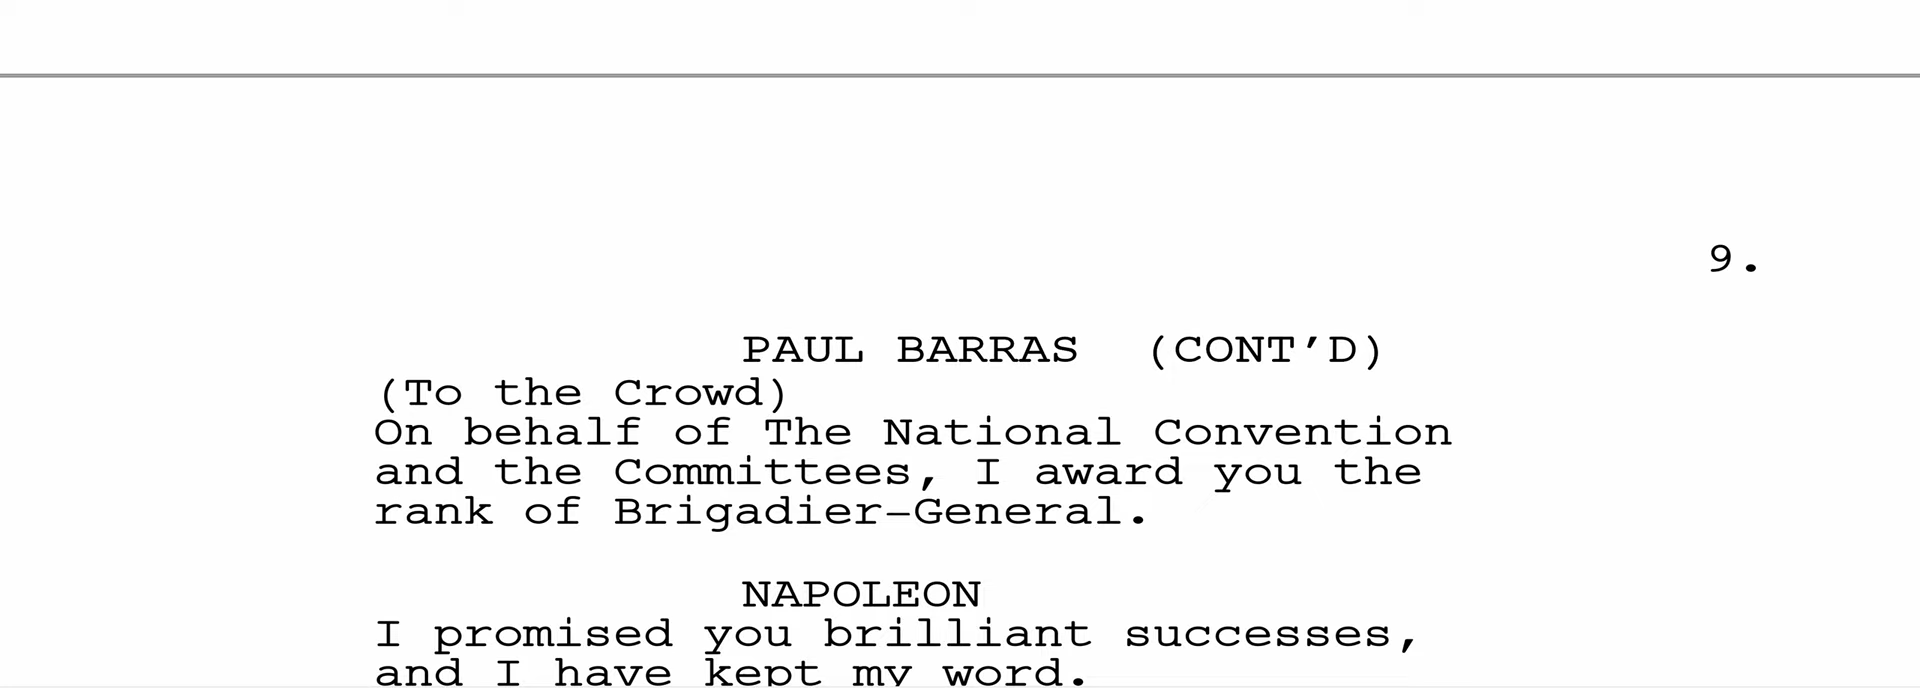 9.
PAUL BARRAS (CONT'D)
(To the Crowd)
On behalf of The National Convention
and the Committees, I award you the
rank of Brigadier-General.
NAPOLEON
I promised you brilliant successes,
and I have kept my word.